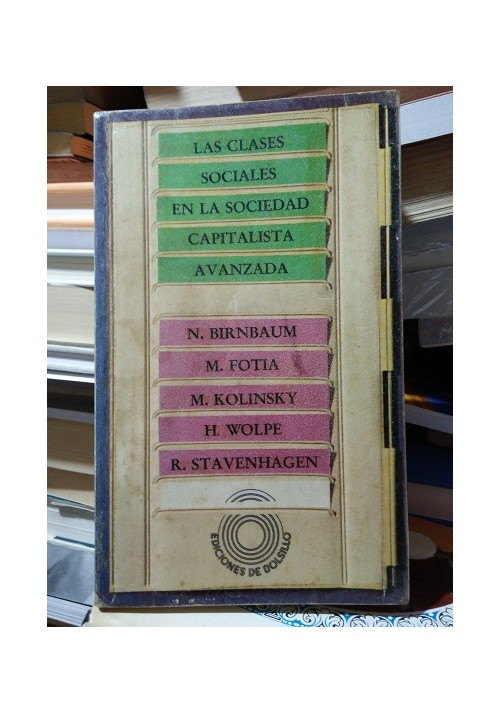 LAS CLASES
SOCIALES
EN LA SOCIEDAD
CAPITALISTA
AVANZADA
N. BIRNBAUM
M. FOTIA
M. KOLINSKY
H. WOLPE
R. STAVENHAGEN
EDICIONES DE BOLSILLO